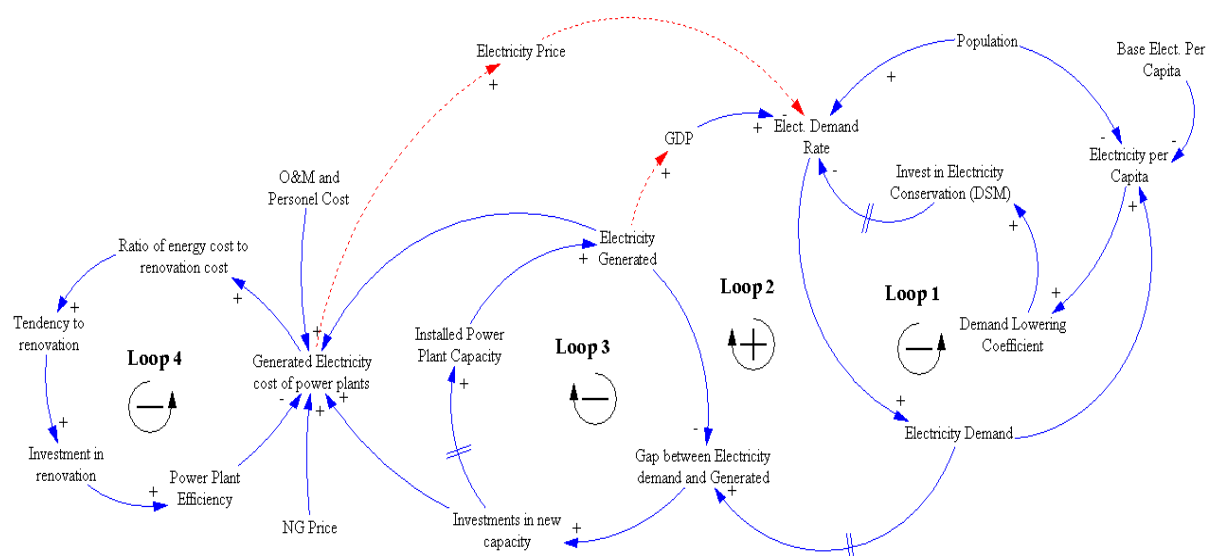 Electricity Price
+
Population
+
Base Elect. Per
Capita
GDP
+
-
+
Elect. Demand
Rate
-
-
-
Electricity per
Capita
+
Invest in Electricity
Conservation (DSM)
+
O&M and
Personel Cost
Ratio of energy cost to
renovation cost
+
Electricity
Generated
+
Loop 2
Loop 1
+
Demand Lowering
Coefficient
+
Tendency to
renovation
Loop 4
+
Generated Electricity
cost of power plants
-
+
+
Installed Power
Plant Capacity
+
Loop 3
+
Investment in
renovation
+
Power Plant
Efficiency
NG Price
Investments in new
capacity
+
-
Gap between Electricity
demand and Generated
+
+
Electricity Demand